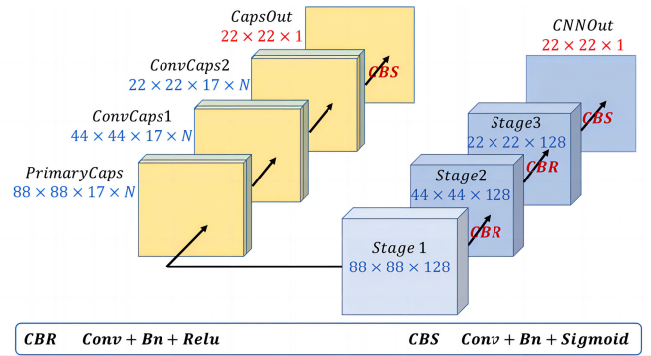 CapsOut
22 × 22 × 1
CBS
ConvCaps2
22 × 22 × 17 × N
ConvCaps1
44 × 44 × 17 × N
PrimaryCaps
88 × 88 × 17 × N
CNNOut
22 × 22 × 1
CBS
Stage3
22 × 22 × 128
CBR
Stage2
44 × 44 × 128
CBR
Stage 1
88 × 88 × 128
CBR Conv + Bn + Relu CBS Conv + Bn + Sigmoid